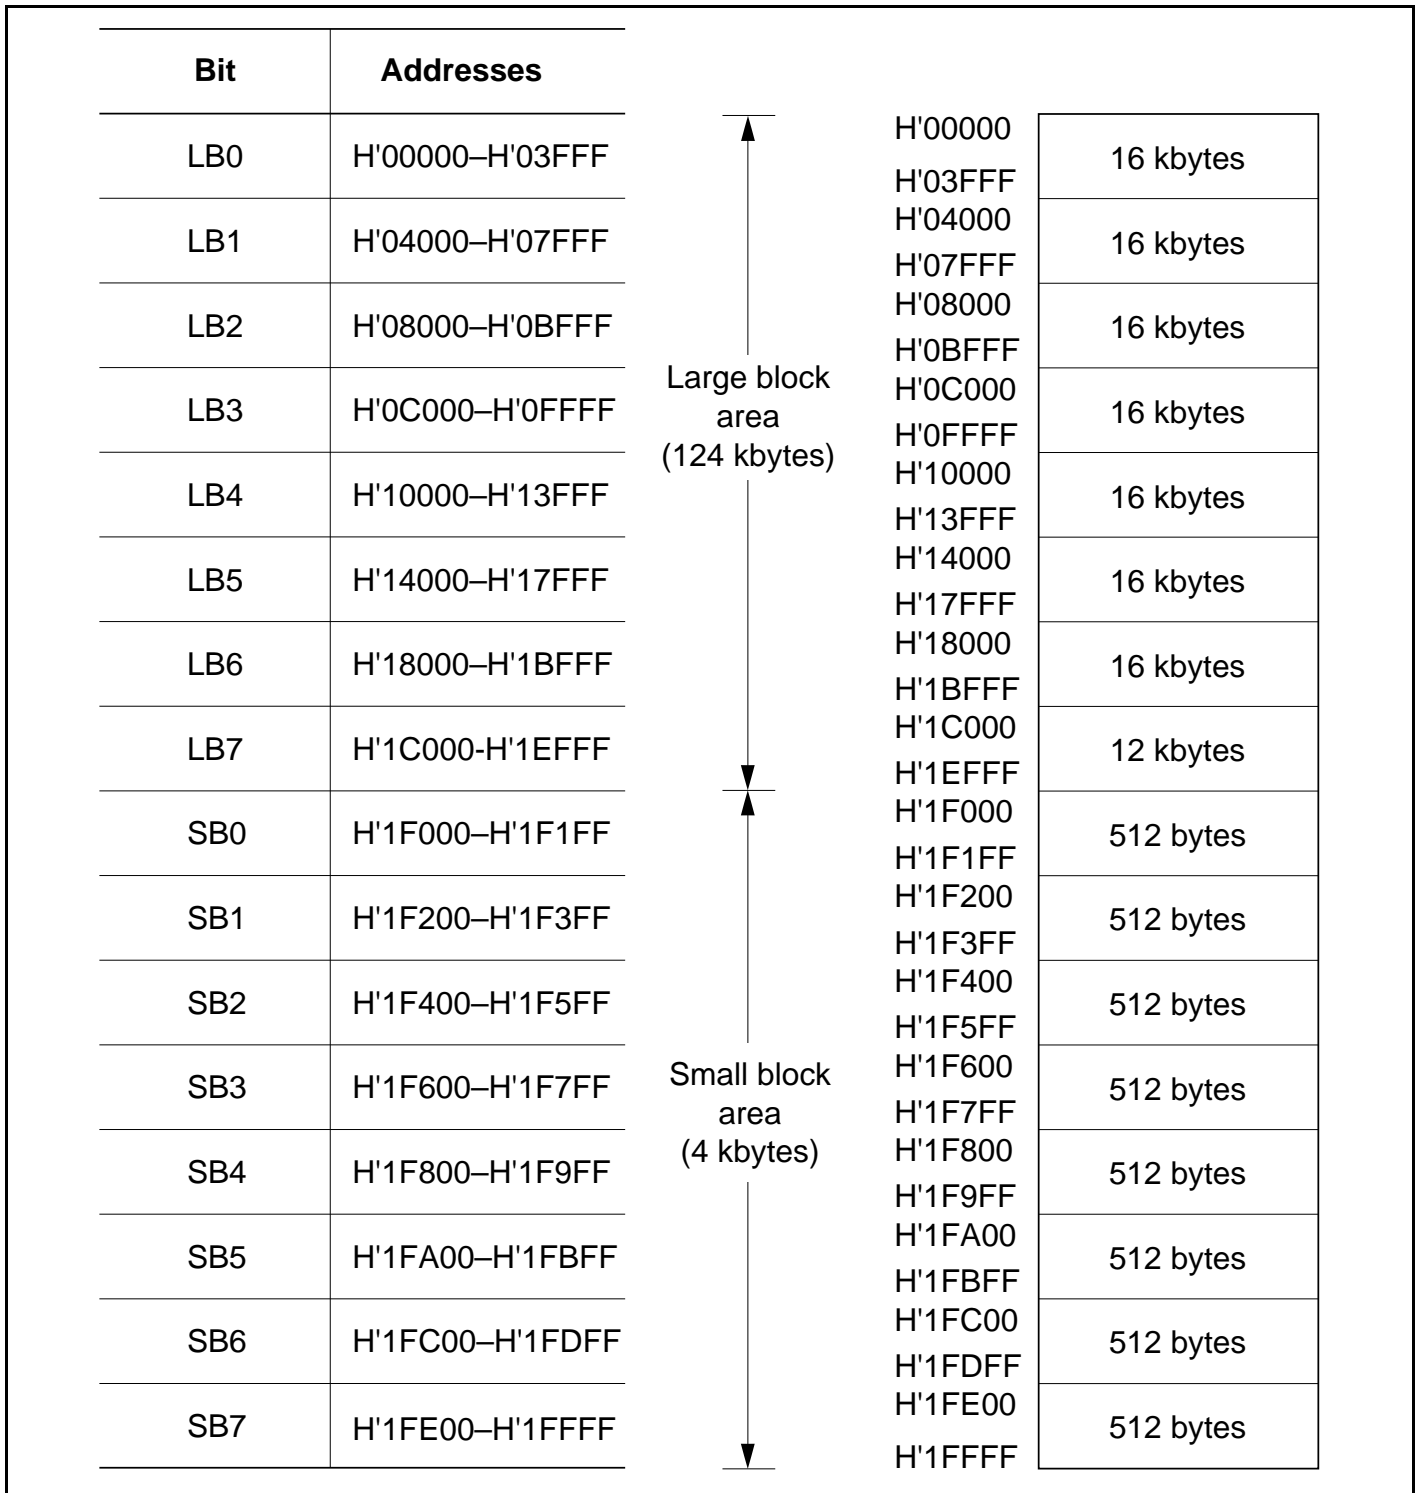 Bit Addresses
LB0 H'00000–H'03FFF
LB1 H'04000–H'07FFF
LB2 H'08000–H'0BFFF
LB3 H'0C000–H'0FFFF
LB4 H'10000–H'13FFF
LB5 H'14000–H'17FFF
LB6 H'18000–H'1BFFF
LB7 H'1C000-H'1EFFF
SB0 H'1F000–H'1F1FF
SB1 H'1F200–H'1F3FF
SB2 H'1F400–H'1F5FF
SB3 H'1F600–H'1F7FF
SB4 H'1F800–H'1F9FF
SB5 H'1FA00–H'1FBFF
SB6 H'1FC00–H'1FDFF
SB7 H'1FE00–H'1FFFF
Large block
area
(124 kbytes)
Small block
area
(4 kbytes)
H'00000
16 kbytes
H'03FFF
H'04000
16 kbytes
H'07FFF
H'08000
16 kbytes
H'0BFFF
H'0C000
16 kbytes
H'0FFFF
H'10000
16 kbytes
H'13FFF
H'14000
16 kbytes
H'17FFF
H'18000
16 kbytes
H'1BFFF
H'1C000
12 kbytes
H'1EFFF
H'1F000
512 bytes
H'1F1FF
H'1F200
512 bytes
H'1F3FF
H'1F400
512 bytes
H'1F5FF
H'1F600
512 bytes
H'1F7FF
H'1F800
512 bytes
H'1F9FF
H'1FA00
512 bytes
H'1FBFF
H'1FC00
512 bytes
H'1FDFF
H'1FE00
512 bytes
H'1FFFF